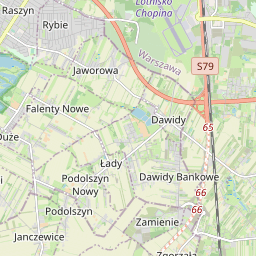 Raszyn
Rybie
Lotnisko
Chopina
Warszawa
S79
Jaworowa
Falenty Nowe
Dawidy
65
Duże
Łady
Podolszyn
Nowy
Dawidy Bankowe
66
Podolszyn
Zamienie
66
Janczewice
Zgorzała